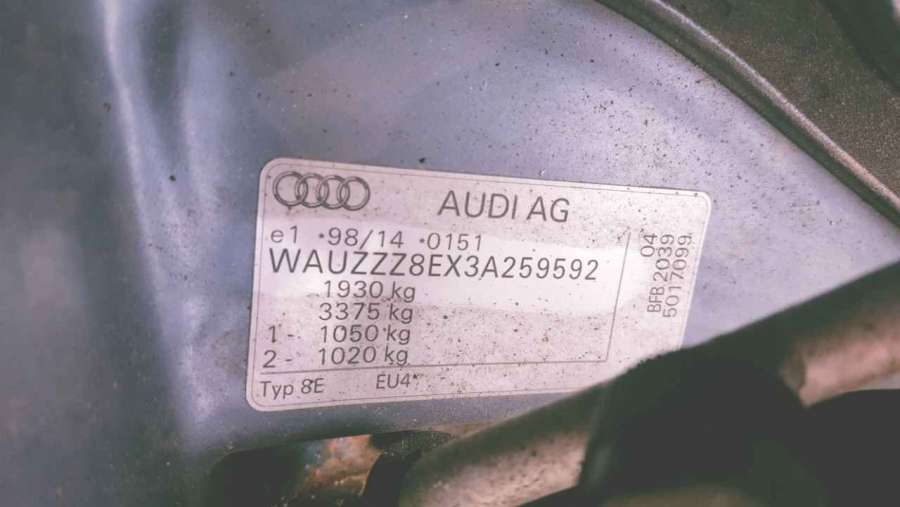 AUDI AG
e1 *98/14 *0151
WAUZZZ8EX3A259592
1930 kg
3375 kg
1- 1050 kg
2- 1020 kg
Typ 8E EU4*
04
BFB 2039
5017099